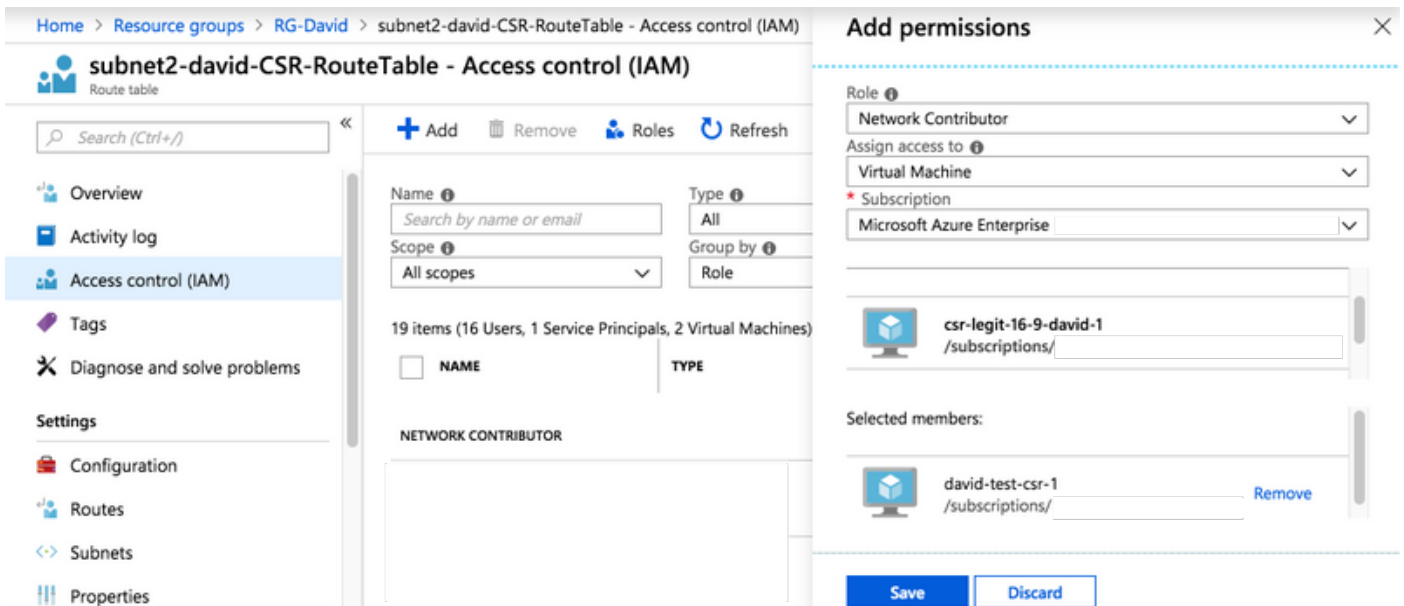 Home > Resource groups > RG-David > subnet2-david-CSR-RouteTable - Access control (IAM)
subnet2-david-CSR-RouteTable - Access control (IAM)
Route table
Search (Ctrl+/)
«
Overview
Activity log
Access control (IAM)
Tags
Diagnose and solve problems
Settings
Configuration
Routes
Subnets
Properties
Add Remove Roles Refresh
Name Type
Search by name or email All
Scope Group by
All scopes Role
19 items (16 Users, 1 Service Principals, 2 Virtual Machines)
NAME TYPE
NETWORK CONTRIBUTOR
Add permissions
Role
Network Contributor
Assign access to
Virtual Machine
* Subscription
Microsoft Azure Enterprise
csr-legit-16-9-david-1
/subscriptions/
Selected members:
david-test-csr-1
/subscriptions/
Remove
Save Discard